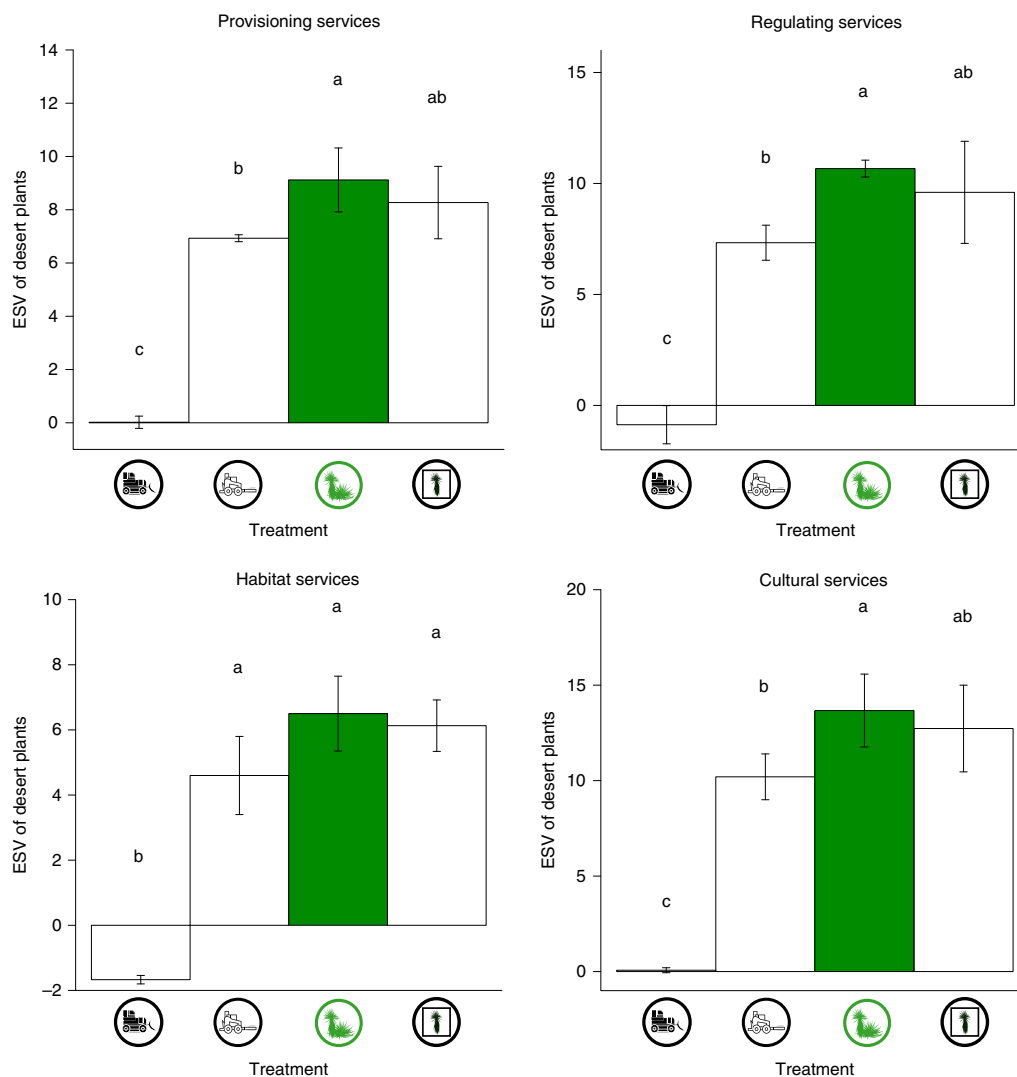 Provisioning services
14
12
10
8
6
4
2
0
ESV of desert plants
c
b
a
ab
Treatment
Regulating services
15
10
5
0
ESV of desert plants
c
b
a
ab
Treatment
Habitat services
10
8
6
4
2
0
–2
ESV of desert plants
b
a
a
a
Treatment
Cultural services
20
15
10
5
0
ESV of desert plants
c
b
a
ab
Treatment